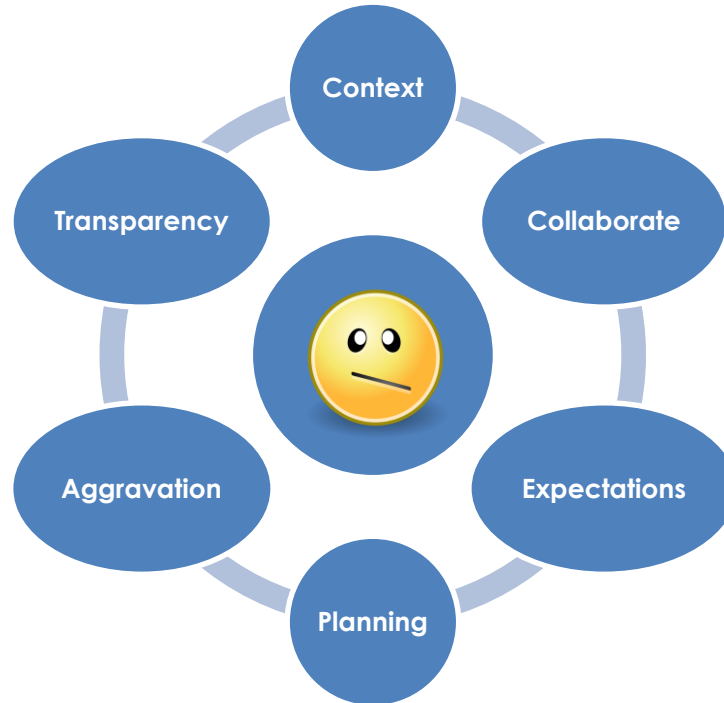 Context
Transparency
Collaborate
Aggravation
Expectations
Planning